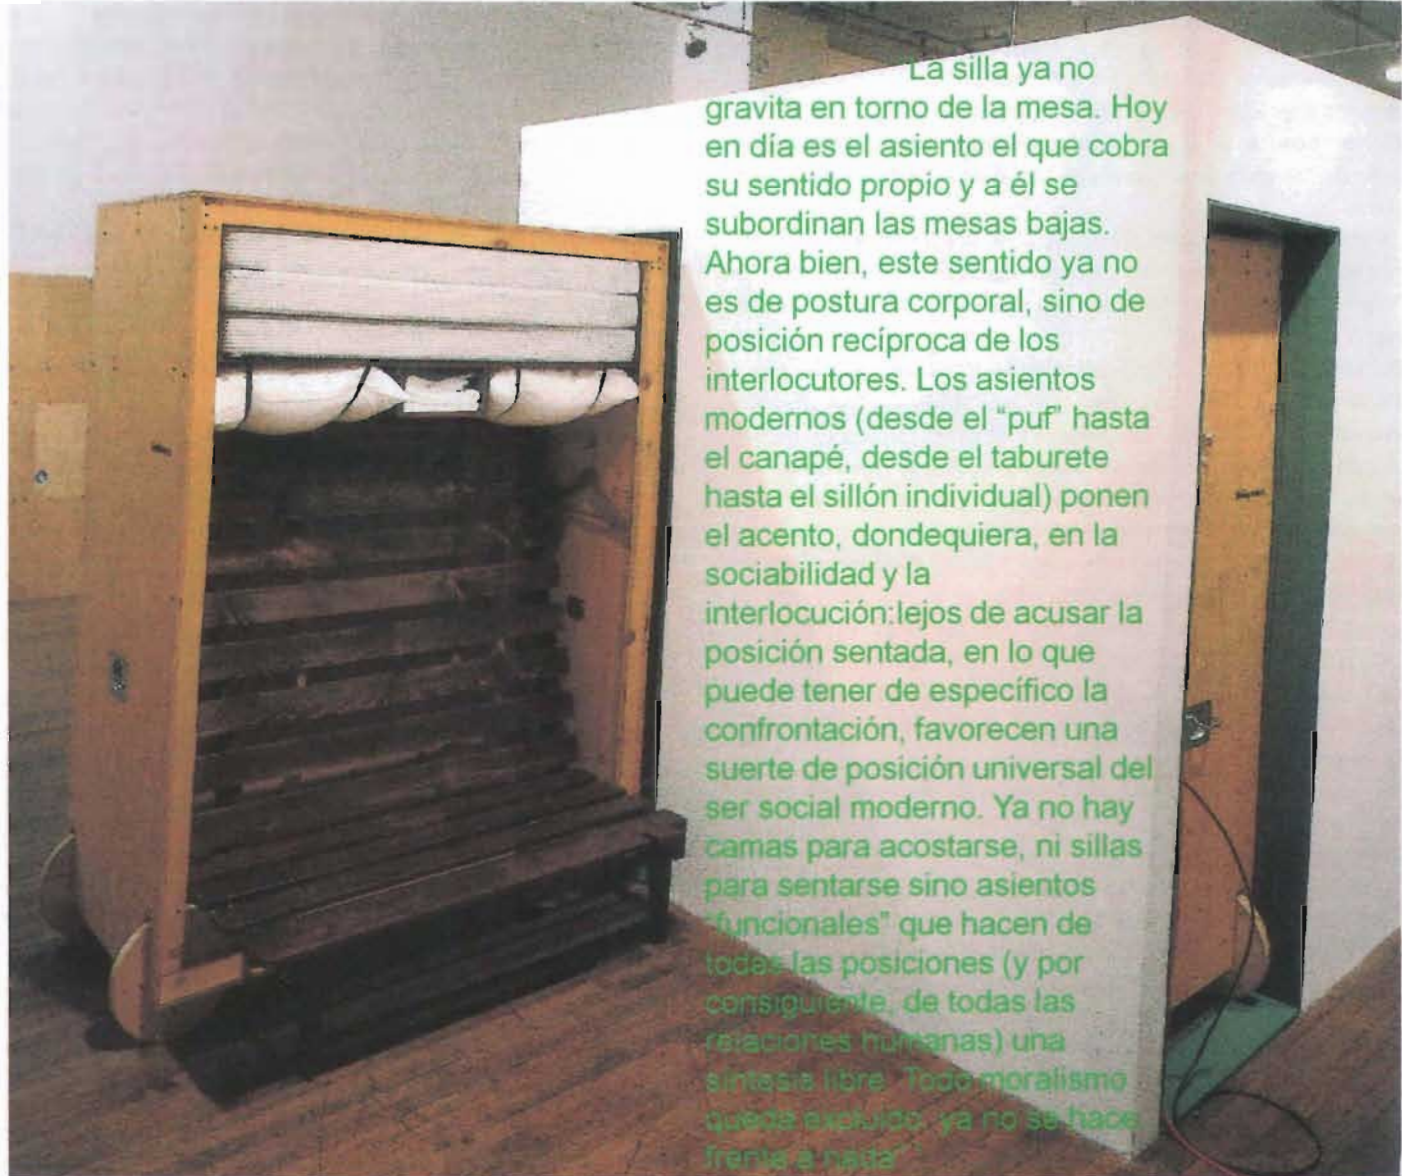 La silla ya no
gravita en torno de la mesa. Hoy
en día es el asiento el que cobra
su sentido propio y a él se
subordinan las mesas bajas.
Ahora bien, este sentido ya no
es de postura corporal, sino de
posición recíproca de los
interlocutores. Los asientos
modernos (desde el “puf” hasta
el canapé, desde el taburete
hasta el sillón individual) ponen
el acento, dondequiera, en la
sociabilidad y la
interlocución:lejos de acusar la
posición sentada, en lo que
puede tener de específico la
confrontación, favorecen una
suerte de posición universal del
ser social moderno. Ya no hay
camas para acostarse, ni sillas
para sentarse sino asientos
“funcionales” que hacen de
todas las posiciones (y por
consiguiente, de todas las
relaciones humanas) una
síntesis libre. Todo moralismo
queda excluido, ya no se hace
frente a nada”